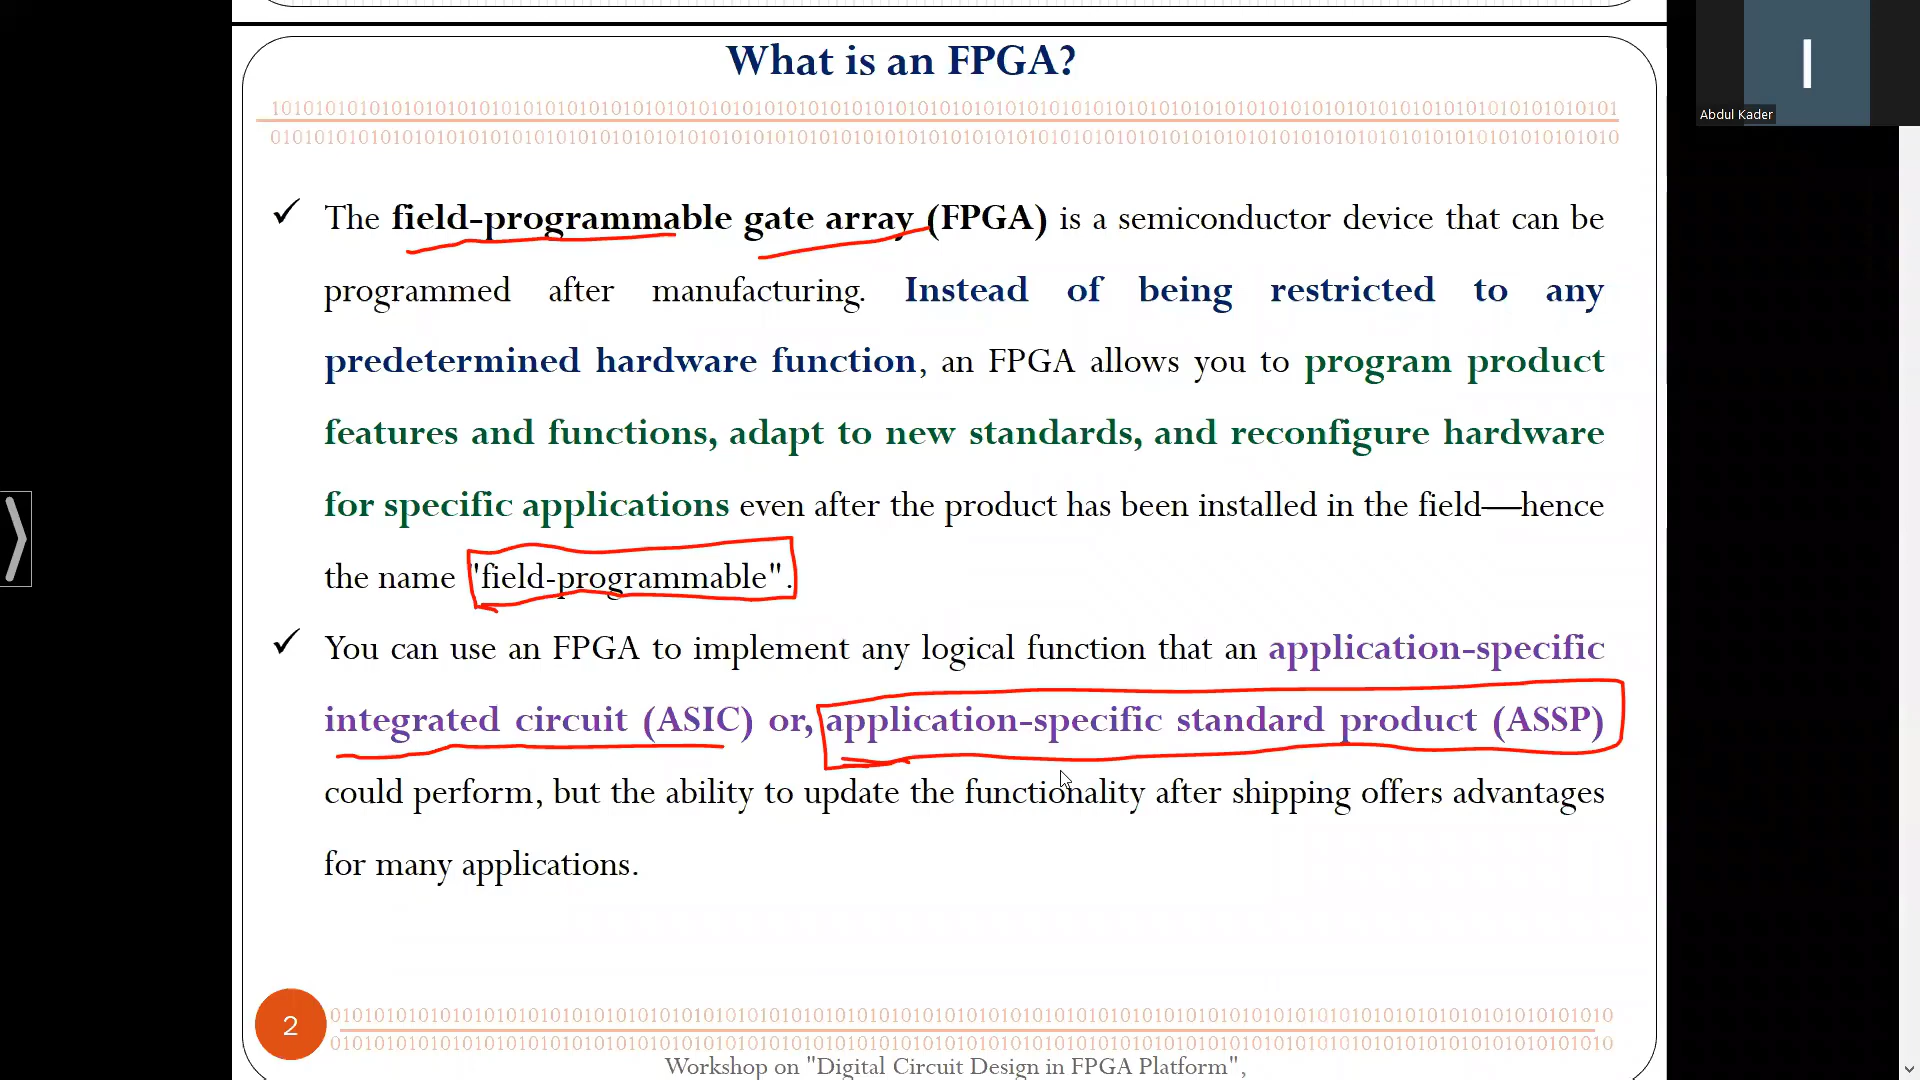 What is an FPGA?
Abdul Kader
The field-programmable gate array (FPGA) is a semiconductor device that can be
programmed after manufacturing. Instead of being restricted to any
predetermined hardware function, an FPGA allows you to program product
features and functions, adapt to new standards, and reconfigure hardware
for specific applications even after the product has been installed in the field—hence
the name "field-programmable".
You can use an FPGA to implement any logical function that an application-specific
integrated circuit (ASIC) or, application-specific standard product (ASSP)
could perform, but the ability to update the functionality after shipping offers advantages
for many applications.
2
Workshop on "Digital Circuit Design in FPGA Platform",